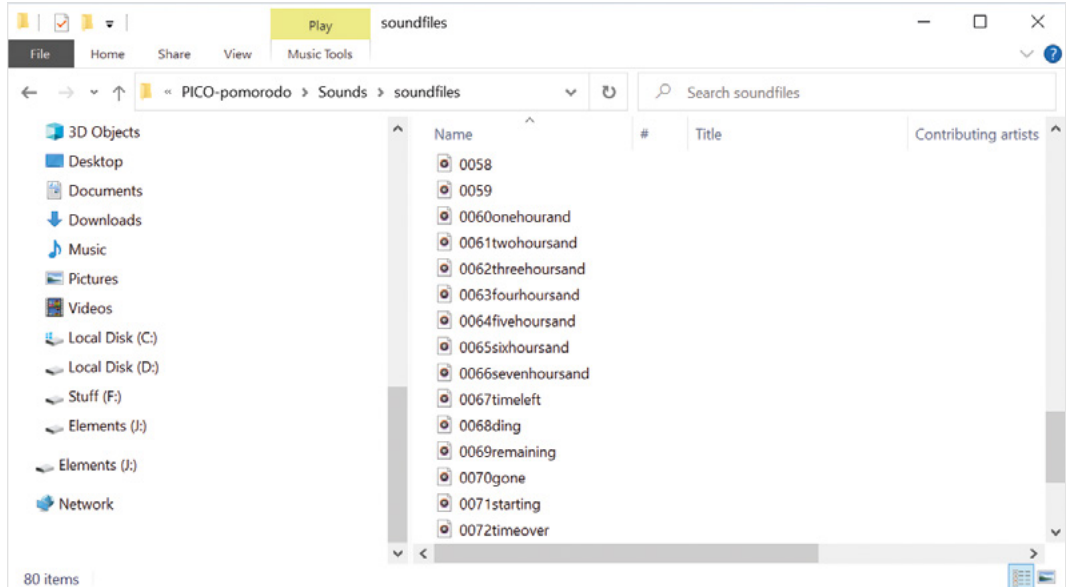 Play soundfiles
File Home Share View Music Tools
« PICO-pomorodo > Sounds > soundfiles Search soundfiles
3D Objects
Desktop
Documents
Downloads
Music
Pictures
Videos
Local Disk (C:)
Local Disk (D:)
Stuff (F:)
Elements (J:)
Elements (J:)
Network
Name # Title Contributing artists
0058
0059
0060onehourand
0061twohoursand
0062threehoursand
0063fourhoursand
0064fivehoursand
0065sixhoursand
0066sevenhoursand
0067timeleft
0068ding
0069remaining
0070gone
0071starting
0072timeover
80 items